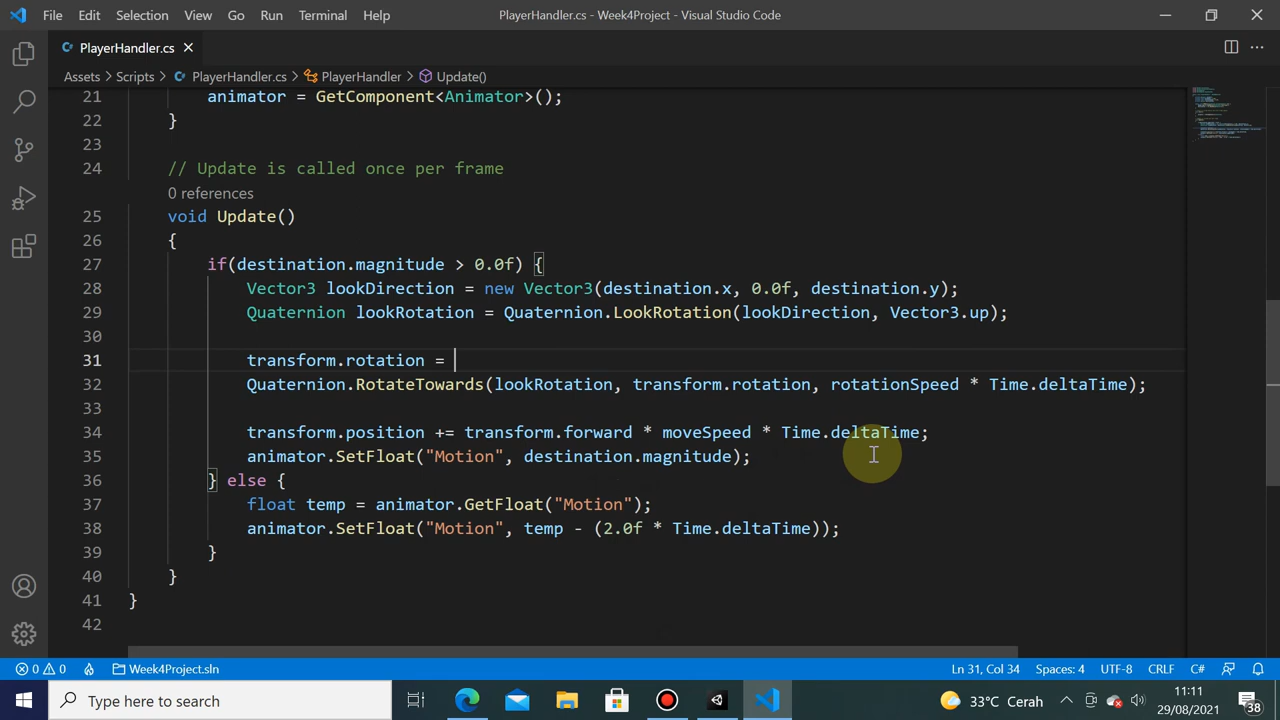 File Edit Selection View Go Run Terminal Help PlayerHandler.cs - Week4Project - Visual Studio Code
PlayerHandler.cs
Assets > Scripts > PlayerHandler.cs > PlayerHandler > Update()
21 animator = GetComponent<Animator>();
22 }
23
24 // Update is called once per frame
0 references
25 void Update()
26 {
27 if(destination.magnitude > 0.0f) {
28 Vector3 lookDirection = new Vector3(destination.x, 0.0f, destination.y);
29 Quaternion lookRotation = Quaternion.LookRotation(lookDirection, Vector3.up);
30
31 transform.rotation =
32 Quaternion.RotateTowards(lookRotation, transform.rotation, rotationSpeed * Time.deltaTime);
33
34 transform.position += transform.forward * moveSpeed * Time.deltaTime;
35 animator.SetFloat("Motion", destination.magnitude);
36 } else {
37 float temp = animator.GetFloat("Motion");
38 animator.SetFloat("Motion", temp - (2.0f * Time.deltaTime));
39 }
40 }
41 }
42
0 0 Week4Project.sln Ln 31, Col 34 Spaces: 4 UTF-8 CRLF C#
Type here to search 33°C Cerah 11:11
29/08/2021 38